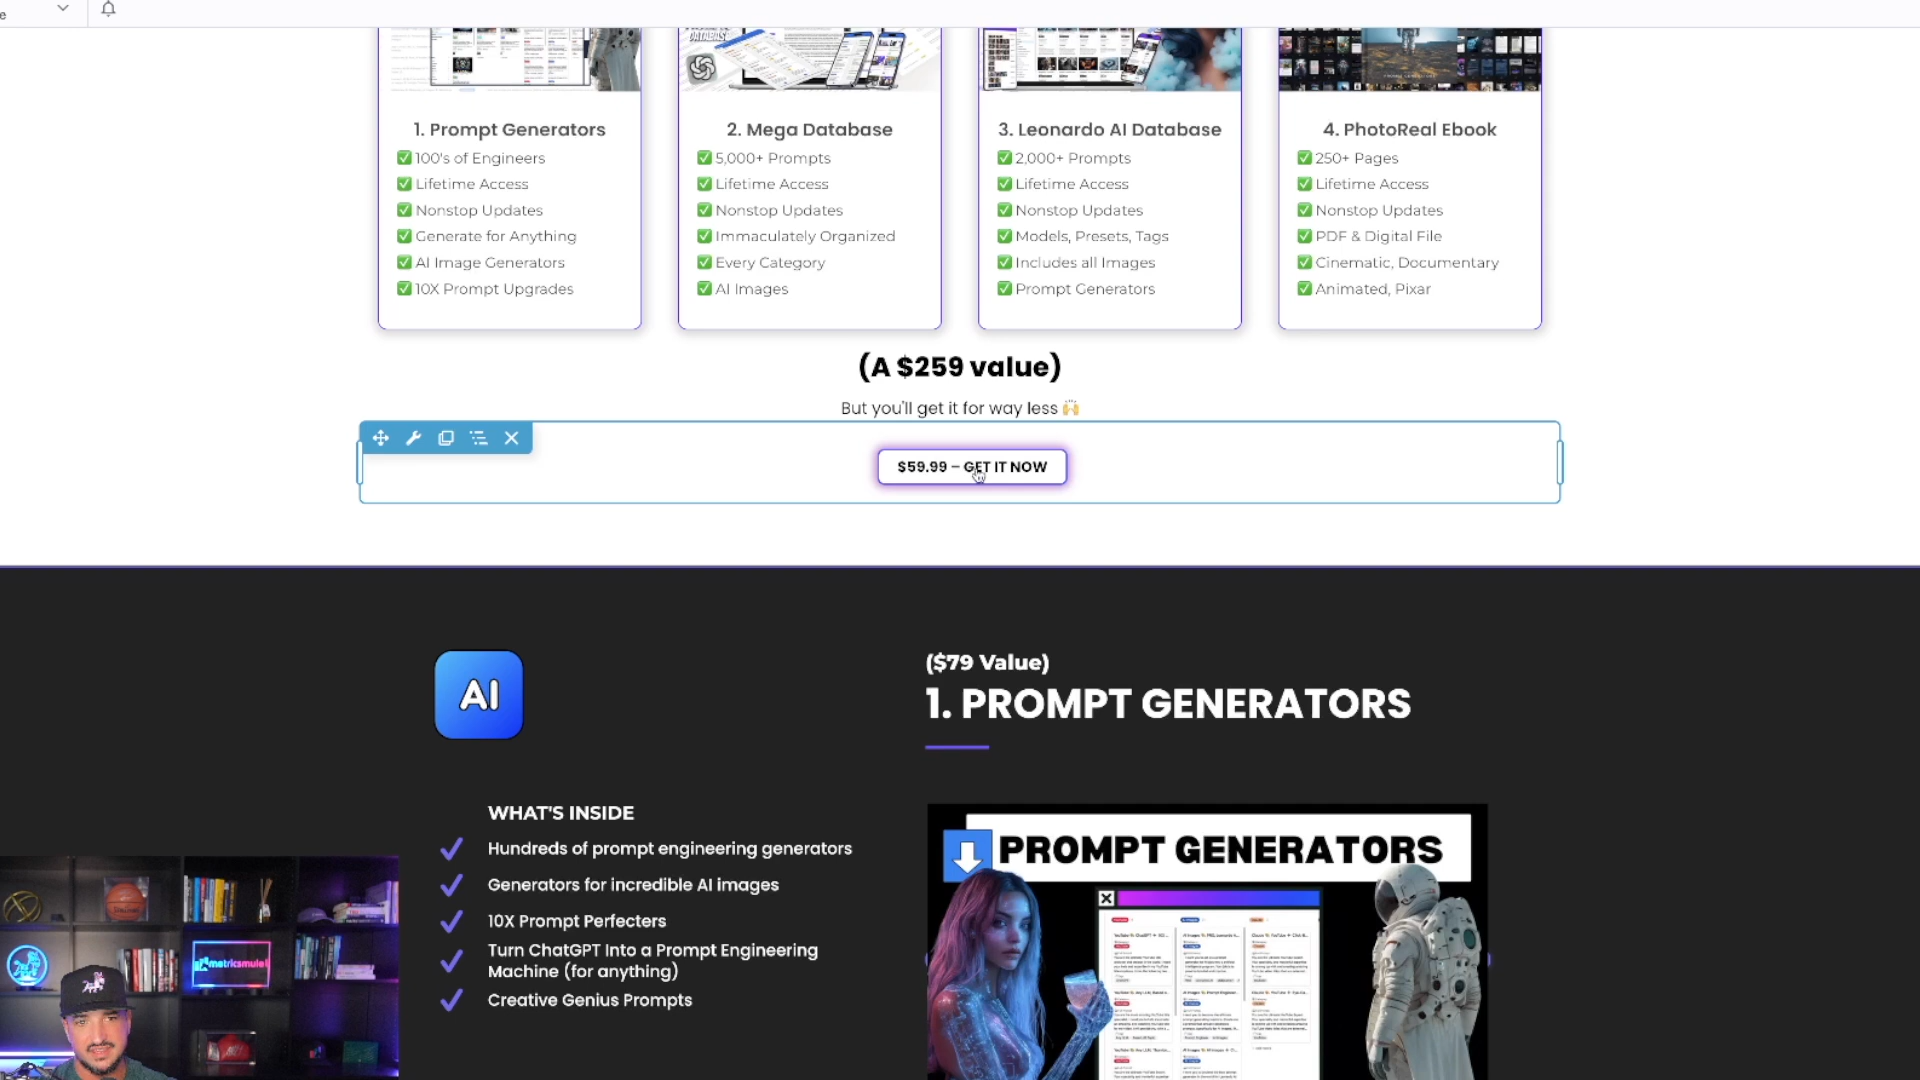 DATABASE
1. Prompt Generators
✅ 100's of Engineers
✅ Lifetime Access
✅ Nonstop Updates
✅ Generate for Anything
✅ AI Image Generators
✅ 10X Prompt Upgrades
2. Mega Database
✅ 5,000+ Prompts
✅ Lifetime Access
✅ Nonstop Updates
✅ Immaculately Organized
✅ Every Category
✅ AI Images
3. Leonardo AI Database
✅ 2,000+ Prompts
✅ Lifetime Access
✅ Nonstop Updates
✅ Models, Presets, Tags
✅ Includes all Images
✅ Prompt Generators
4. PhotoReal Ebook
✅ 250+ Pages
✅ Lifetime Access
✅ Nonstop Updates
✅ PDF & Digital File
✅ Cinematic, Documentary
✅ Animated, Pixar
(A $259 value)
But you'll get it for way less 🙌
$59.99 – GET IT NOW
AI
($79 Value)
1. PROMPT GENERATORS
WHAT'S INSIDE
Hundreds of prompt engineering generators
Generators for incredible AI images
10X Prompt Perfecters
Turn ChatGPT Into a Prompt Engineering
Machine (for anything)
Creative Genius Prompts
PROMPT GENERATORS
metricsmule